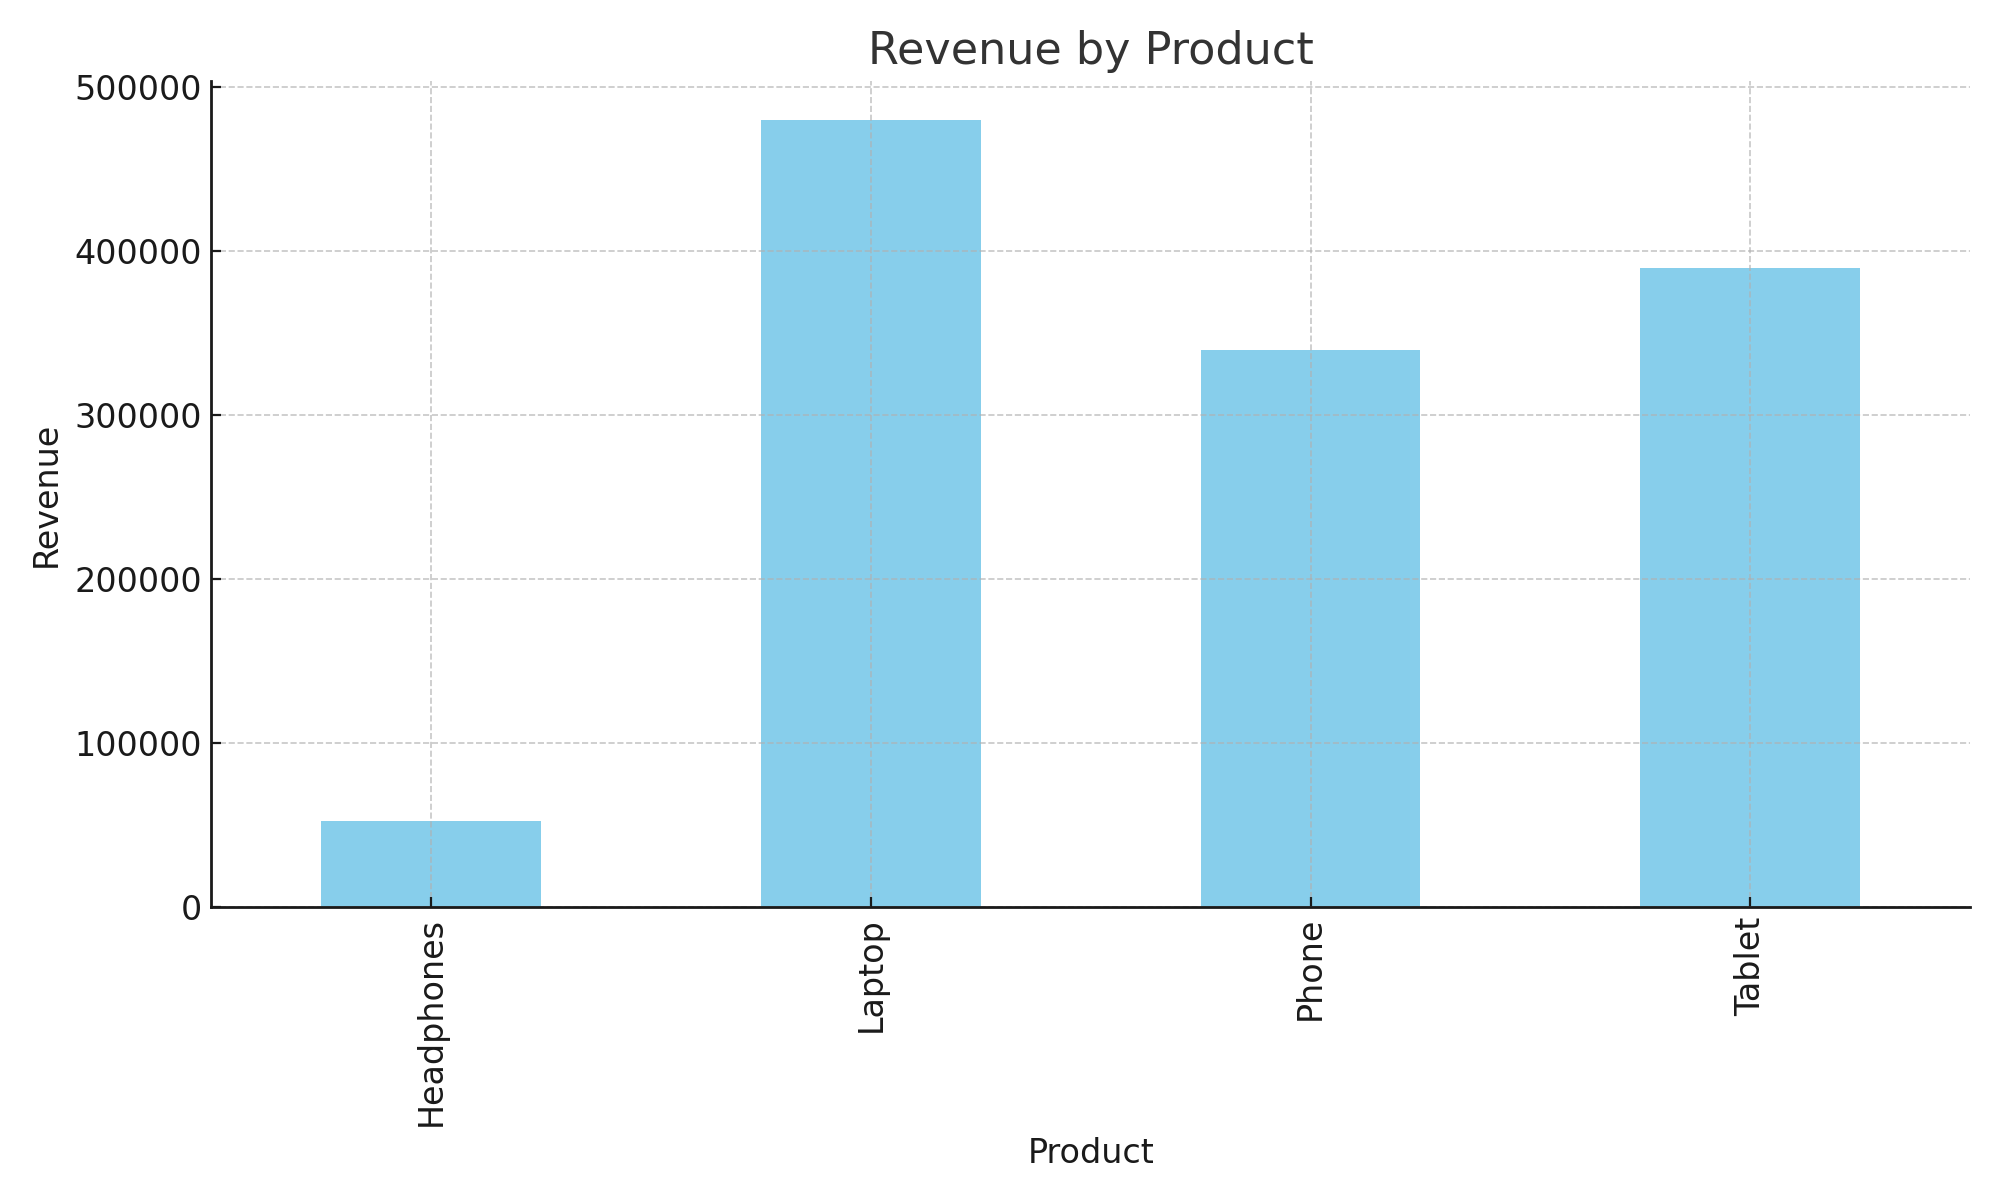 Revenue by Product
500000
400000
300000
200000
100000
0
Revenue
Headphones
Laptop
Phone
Tablet
Product